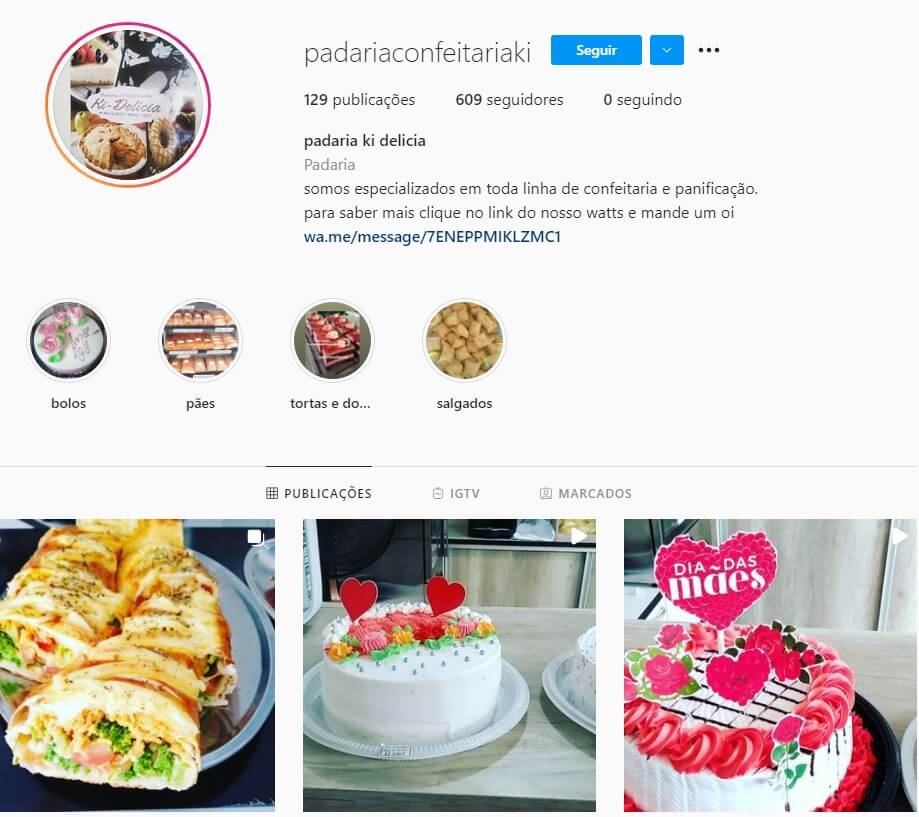 padariaconfeitariaki
Seguir
129 publicações 609 seguidores 0 seguindo
padaria ki delicia
Padaria
somos especializados em toda linha de confeitaria e panificação.
para saber mais clique no link do nosso watts e mande um oi
wa.me/message/7ENEPPMIKLZMC1
Ki-Delicia
bolos
pães
tortas e do...
salgados
PUBLICAÇÕES
IGTV
MARCADOS
DIA DAS
mães